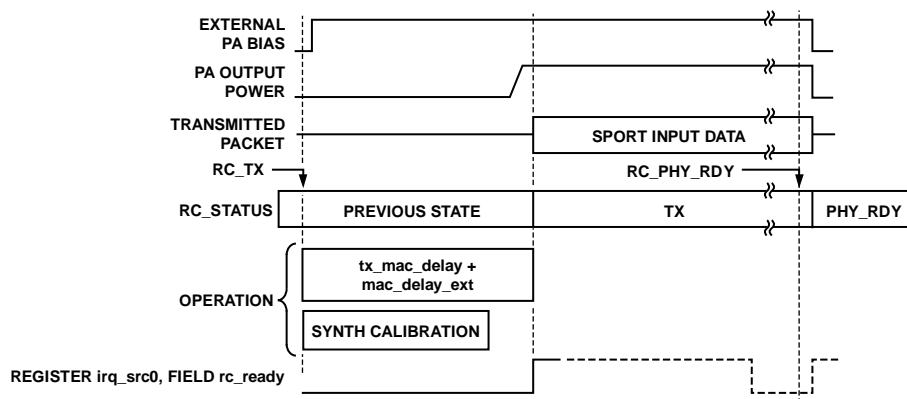 EXTERNAL
PA BIAS
PA OUTPUT
POWER
TRANSMITTED
PACKET
SPORT INPUT DATA
RC_TX
RC_PHY_RDY
RC_STATUS
PREVIOUS STATE
TX
PHY_RDY
tx_mac_delay +
mac_delay_ext
OPERATION
SYNTH CALIBRATION
REGISTER irq_src0, FIELD rc_ready